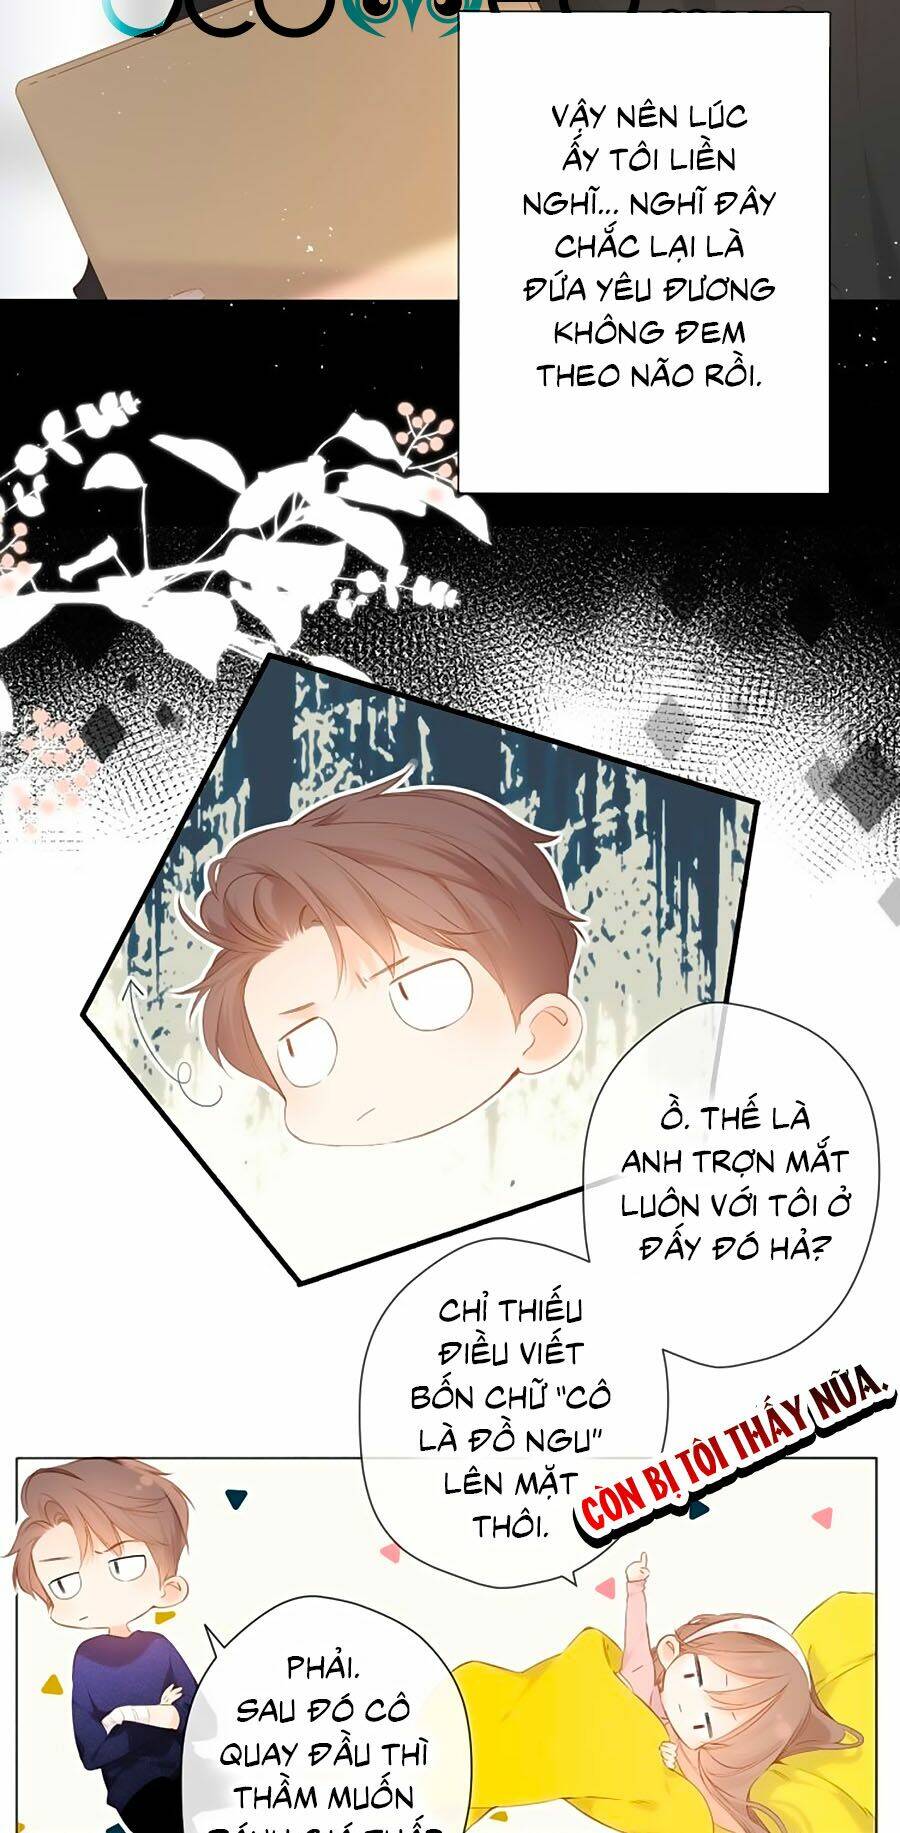 VẬY NÊN LÚC
ẤY TÔI LIỀN
NGHĨ... NGHĨ ĐÂY
CHẮC LẠI LÀ
ĐỨA YÊU ĐƯƠNG
KHÔNG ĐEM
THEO NÃO RỒI.
Ồ. THẾ LÀ
ANH TRỢN MẮT
LUÔN VỚI TÔI Ở
ĐẤY ĐÓ HẢ?
CHỈ THIẾU
ĐIỀU VIẾT
BỐN CHỮ "CÔ
LÀ ĐỒ NGU"
LÊN MẶT
THÔI.
CÒN BỊ TÔI THẤY NỮA.
PHẢI.
SAU ĐÓ CÔ
QUAY ĐẦU THÌ
THẦM MUỐN